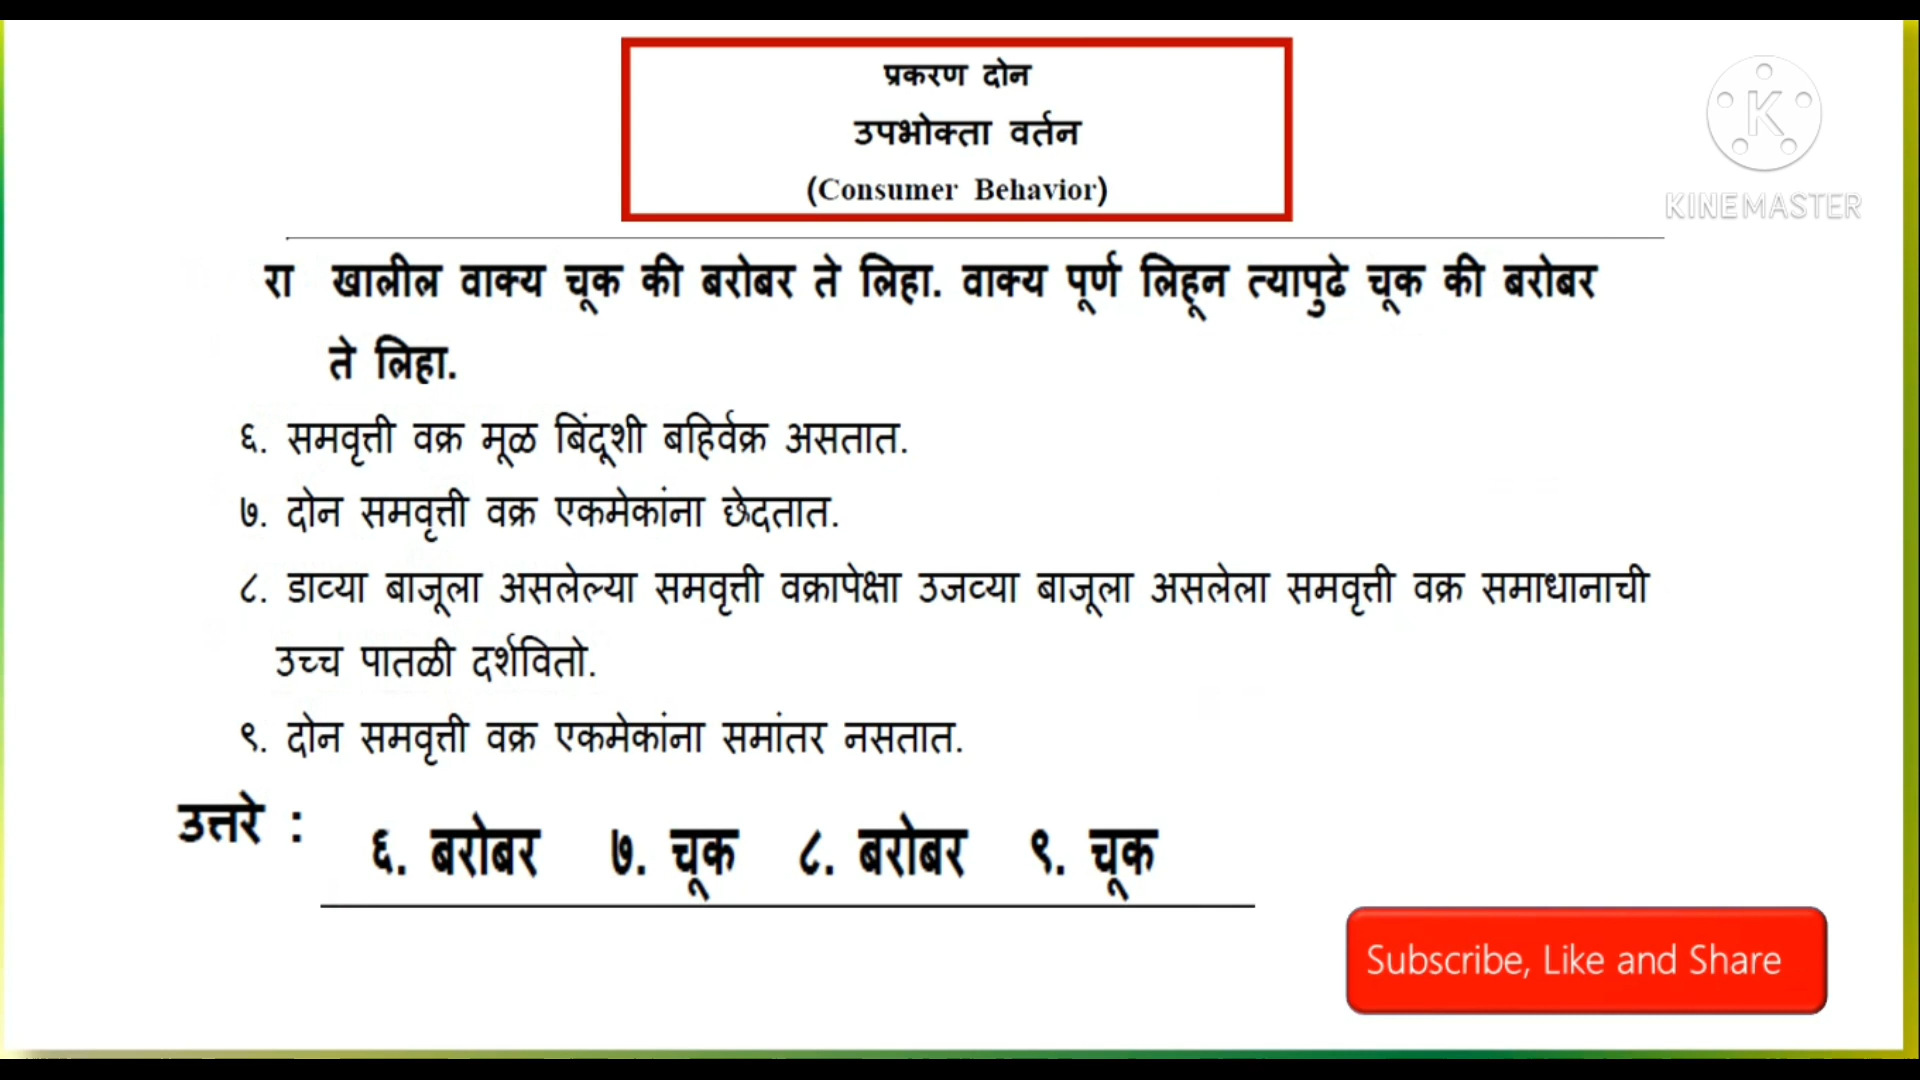 प्रकरण दोन
उपभोक्ता वर्तन
(Consumer Behavior)
K
KINEMASTER
रा खालील वाक्य चूक की बरोबर ते लिहा. वाक्य पूर्ण लिहून त्यापुढे चूक की बरोबर
ते लिहा.
६. समवृत्ती वक्र मूळ बिंदूशी बहिर्वक्र असतात.
७. दोन समवृत्ती वक्र एकमेकांना छेदतात.
८. डाव्या बाजूला असलेल्या समवृत्ती वक्रापेक्षा उजव्या बाजूला असलेला समवृत्ती वक्र समाधानाची
उच्च पातळी दर्शवितो.
९. दोन समवृत्ती वक्र एकमेकांना समांतर नसतात.
उत्तरे :
६. बरोबर ७. चूक ८. बरोबर ९. चूक
Subscribe, Like and Share